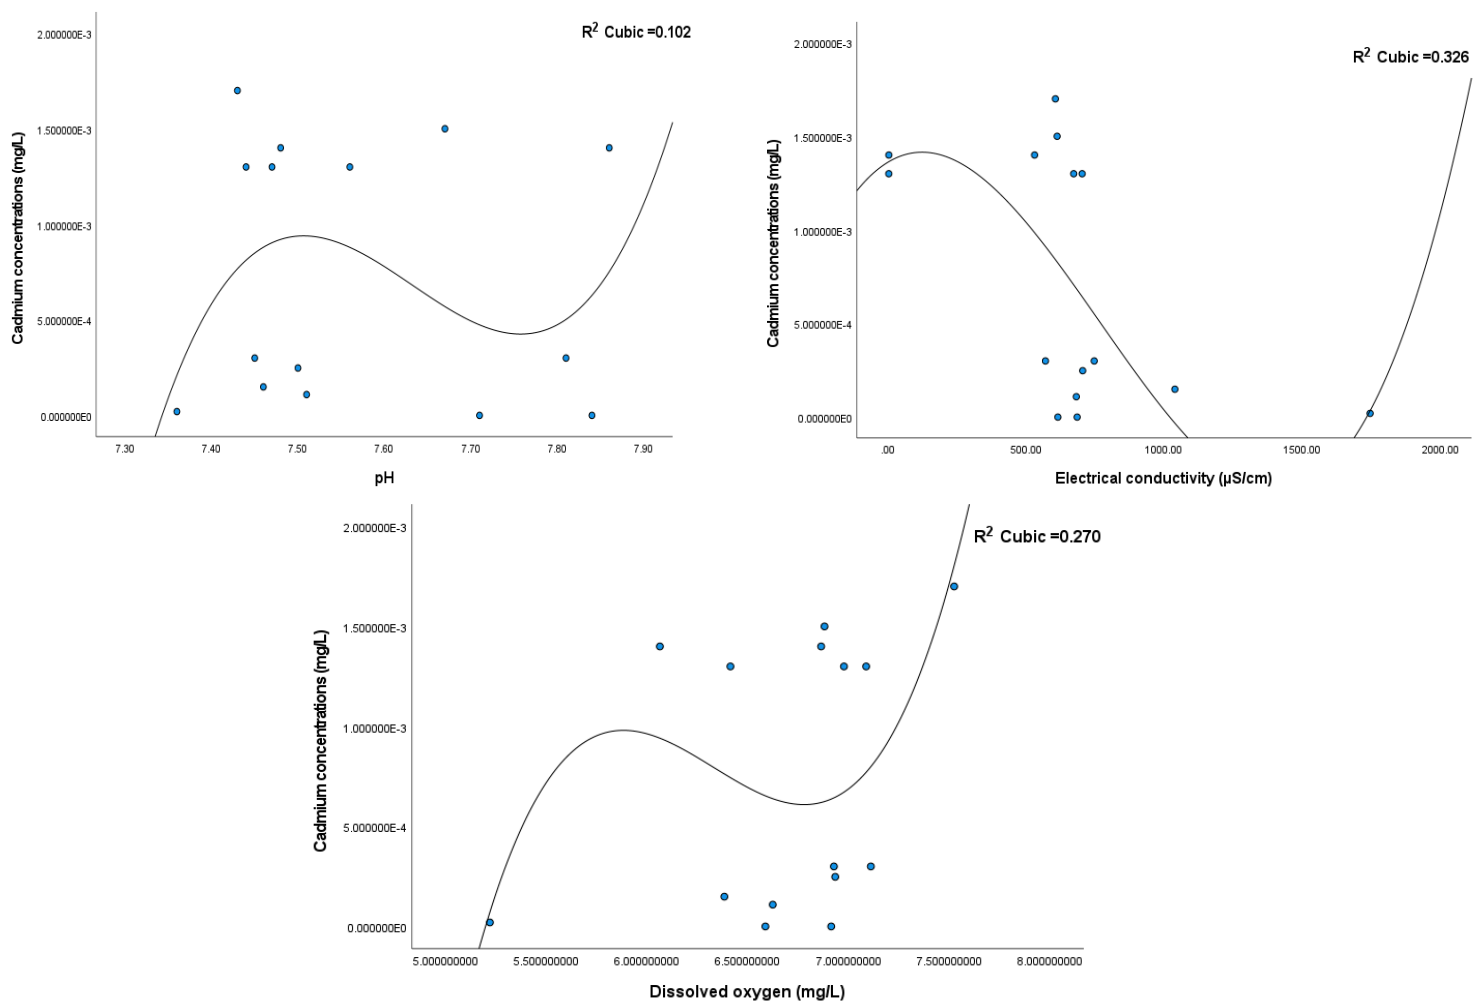 R² Cubic =0.102
2.000000E-3
1.500000E-3
1.000000E-3
5.000000E-4
0.000000E0
Cadmium concentrations (mg/L)
7.30 7.40 7.50 7.60 7.70 7.80 7.90
pH
R² Cubic =0.326
2.000000E-3
1.500000E-3
1.000000E-3
5.000000E-4
0.000000E0
Cadmium concentrations (mg/L)
.00 500.00 1000.00 1500.00 2000.00
Electrical conductivity (µS/cm)
R² Cubic =0.270
2.000000E-3
1.500000E-3
1.000000E-3
5.000000E-4
0.000000E0
Cadmium concentrations (mg/L)
5.000000000 5.500000000 6.000000000 6.500000000 7.000000000 7.500000000 8.000000000
Dissolved oxygen (mg/L)